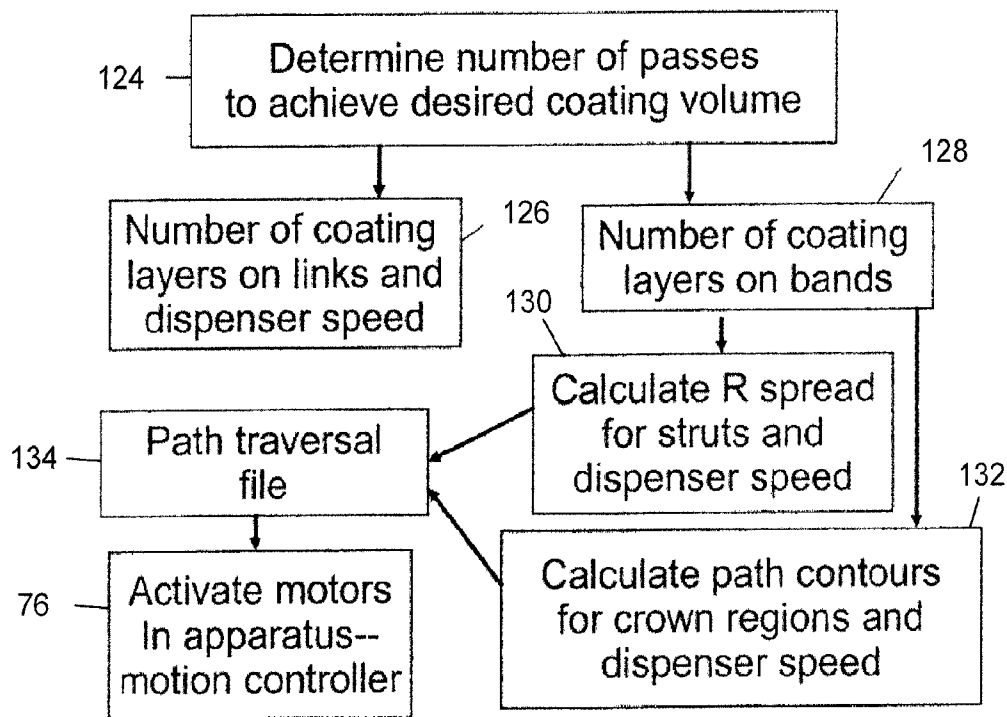 124
Determine number of passes
to achieve desired coating volume
128
126
Number of coating
layers on links and
dispenser speed
Number of coating
layers on bands
130
Calculate R spread
for struts and
dispenser speed
134
Path traversal
file
132
Calculate path contours
for crown regions and
dispenser speed
76
Activate motors
In apparatus--
motion controller